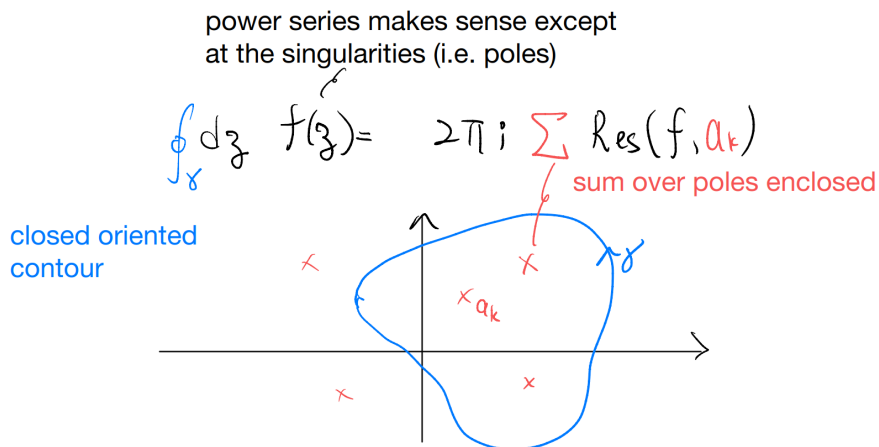 power series makes sense except
at the singularities (i.e. poles)
∮γ dz f(z) = 2πi ∑ Res(f, aₖ)
sum over poles enclosed
closed oriented
contour
γ
aₖ